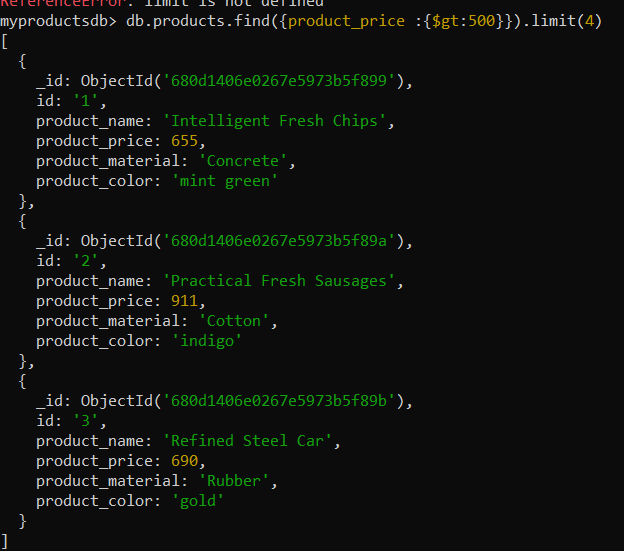 ReferenceError: limit is not defined
myproductsdb> db.products.find({product_price :{$gt:500}}).limit(4)
[
  {
    _id: ObjectId('680d1406e0267e5973b5f899'),
    id: '1',
    product_name: 'Intelligent Fresh Chips',
    product_price: 655,
    product_material: 'Concrete',
    product_color: 'mint green'
  },
  {
    _id: ObjectId('680d1406e0267e5973b5f89a'),
    id: '2',
    product_name: 'Practical Fresh Sausages',
    product_price: 911,
    product_material: 'Cotton',
    product_color: 'indigo'
  },
  {
    _id: ObjectId('680d1406e0267e5973b5f89b'),
    id: '3',
    product_name: 'Refined Steel Car',
    product_price: 690,
    product_material: 'Rubber',
    product_color: 'gold'
  }
]